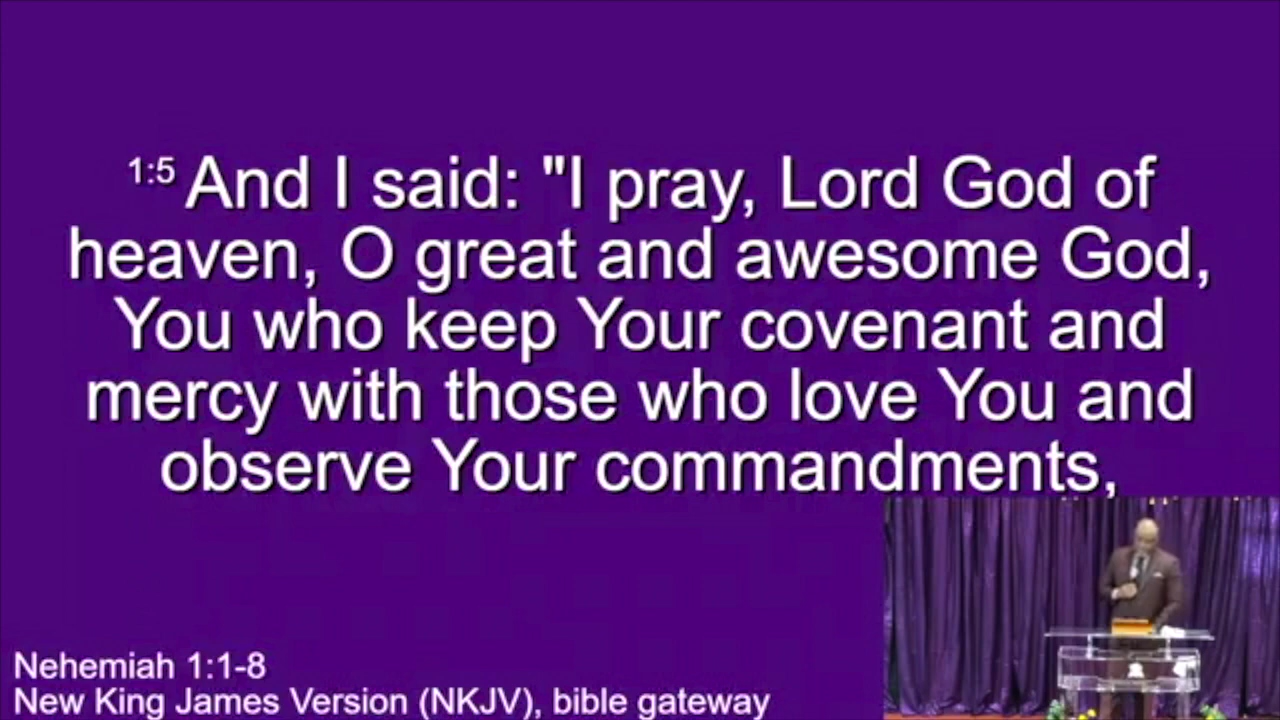 1:5 And I said: "I pray, Lord God of
heaven, O great and awesome God,
You who keep Your covenant and
mercy with those who love You and
observe Your commandments,
Nehemiah 1:1-8
New King James Version (NKJV), bible gateway